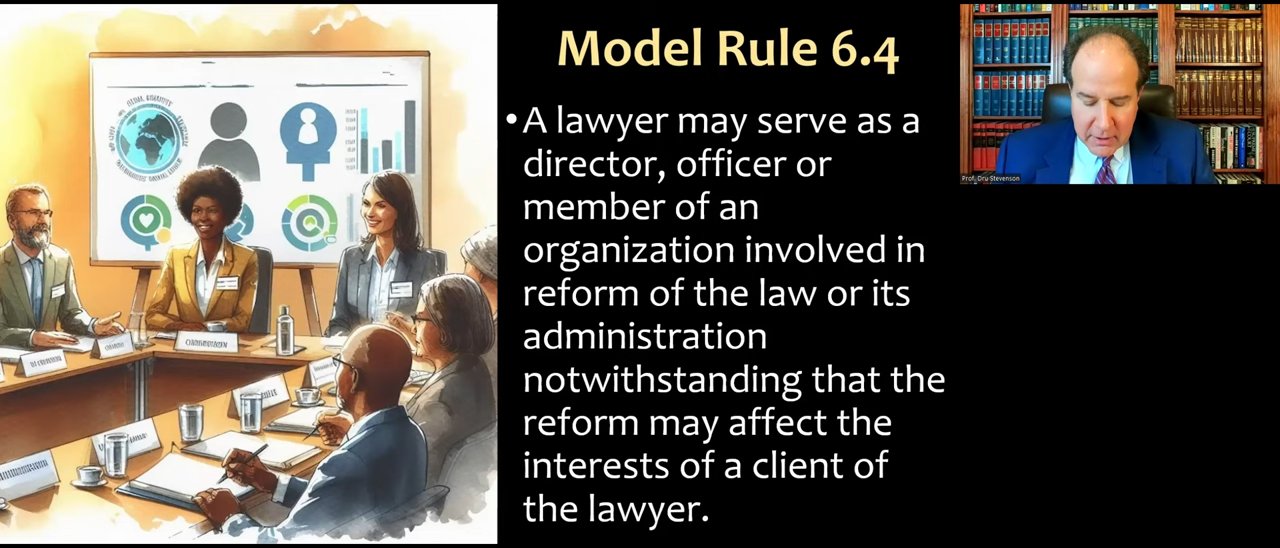 Model Rule 6.4
• A lawyer may serve as a
director, officer or
member of an
organization involved in
reform of the law or its
administration
notwithstanding that the
reform may affect the
interests of a client of
the lawyer.
Prof. Dru Stevenson